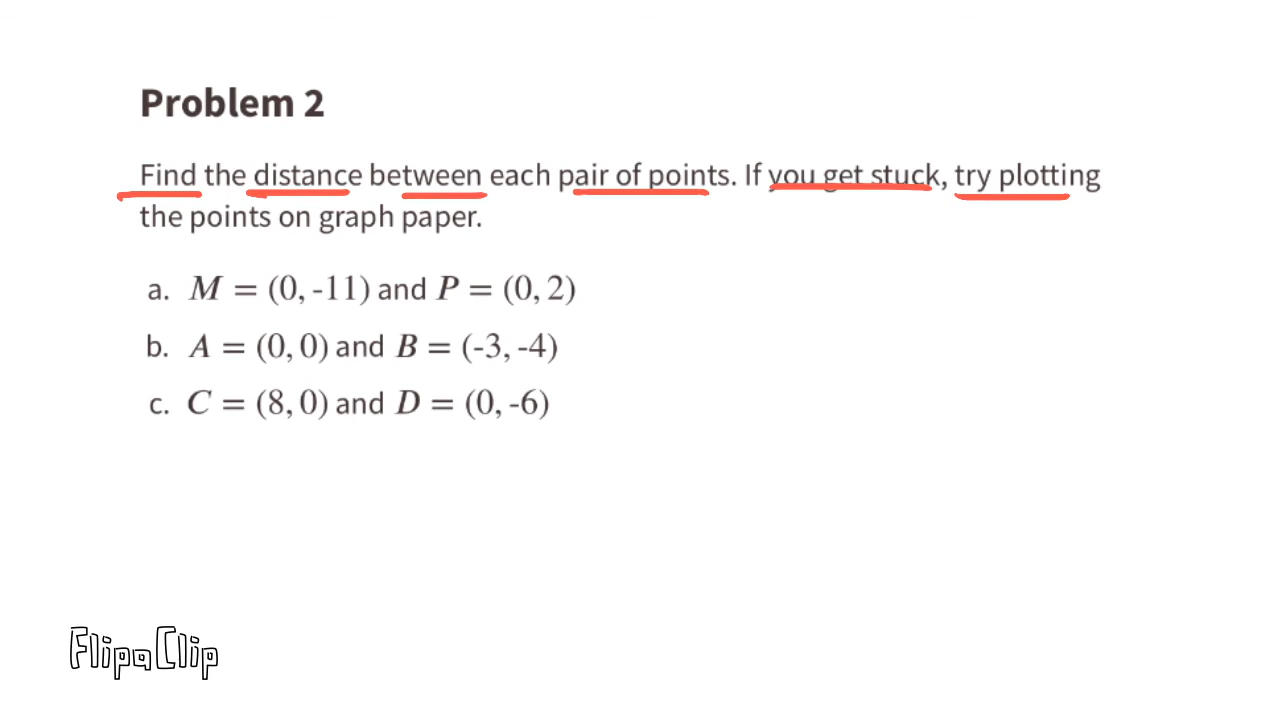 Problem 2
Find the distance between each pair of points. If you get stuck, try plotting
the points on graph paper.
a. M = (0, -11) and P = (0, 2)
b. A = (0, 0) and B = (-3, -4)
c. C = (8, 0) and D = (0, -6)
FlipaClip